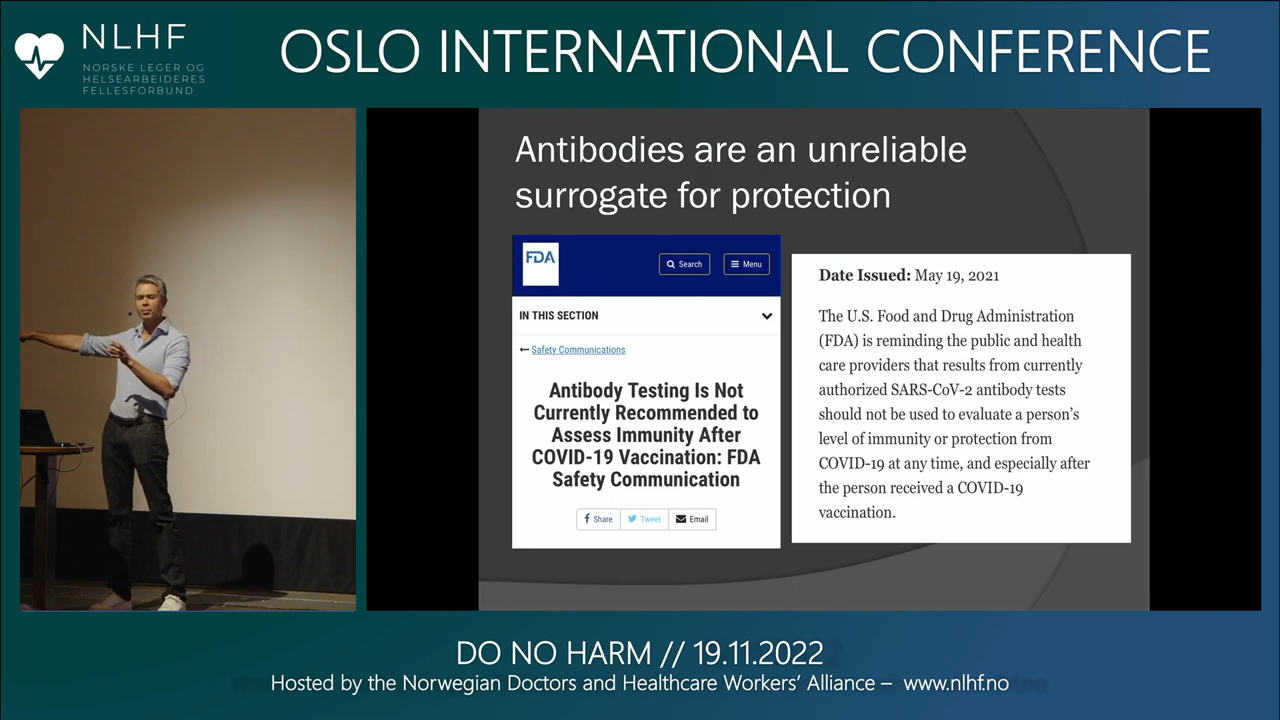 NLHF
NORSKE LEGER OG
HELSEARBEIDERES
FELLESFORBUND
OSLO INTERNATIONAL CONFERENCE
Antibodies are an unreliable
surrogate for protection
FDA
Search
Menu
IN THIS SECTION
Safety Communications
Antibody Testing Is Not
Currently Recommended to
Assess Immunity After
COVID-19 Vaccination: FDA
Safety Communication
Share
Tweet
Email
Date Issued: May 19, 2021
The U.S. Food and Drug Administration
(FDA) is reminding the public and health
care providers that results from currently
authorized SARS-CoV-2 antibody tests
should not be used to evaluate a person's
level of immunity or protection from
COVID-19 at any time, and especially after
the person received a COVID-19
vaccination.
DO NO HARM // 19.11.2022
Hosted by the Norwegian Doctors and Healthcare Workers' Alliance – www.nlhf.no